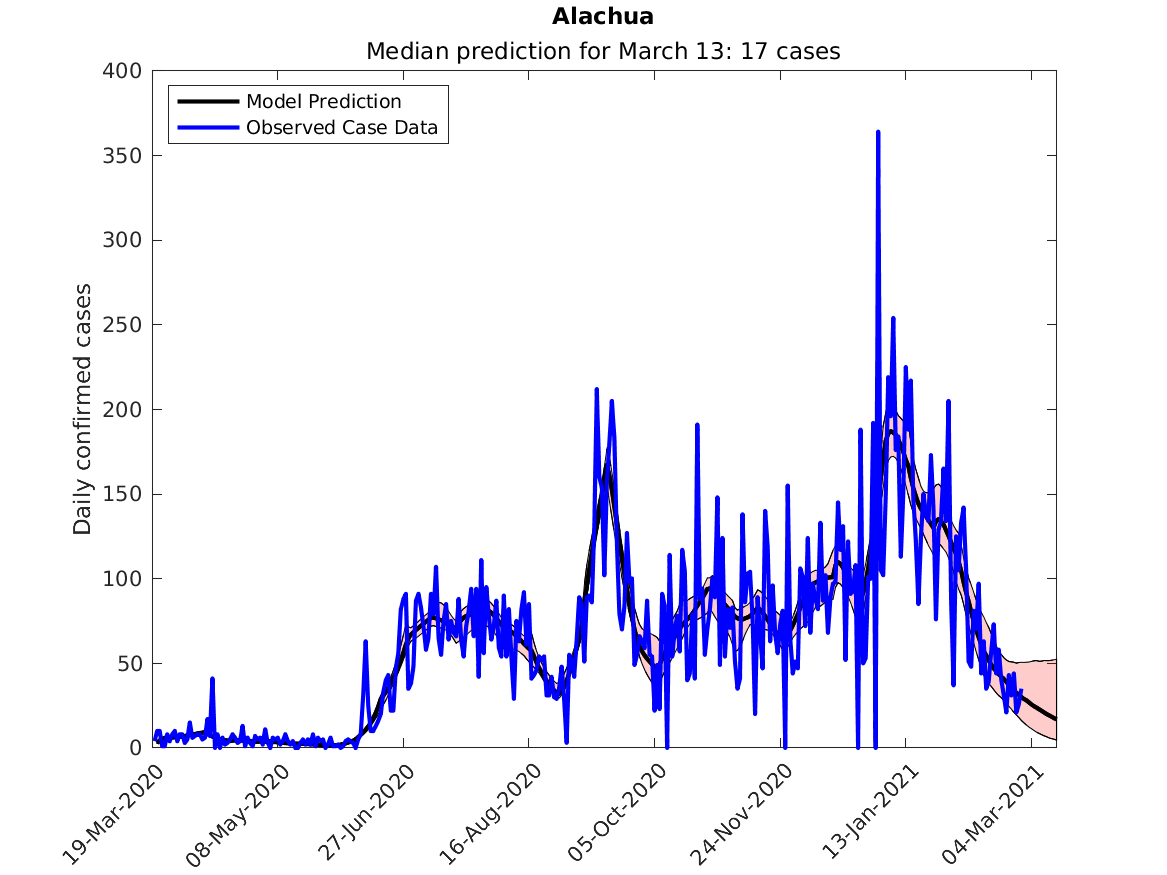 Alachua
Median prediction for March 13: 17 cases
Model Prediction
Observed Case Data
Daily confirmed cases
400
350
300
250
200
150
100
50
0
19-Mar-2020
08-May-2020
27-Jun-2020
16-Aug-2020
05-Oct-2020
24-Nov-2020
13-Jan-2021
04-Mar-2021